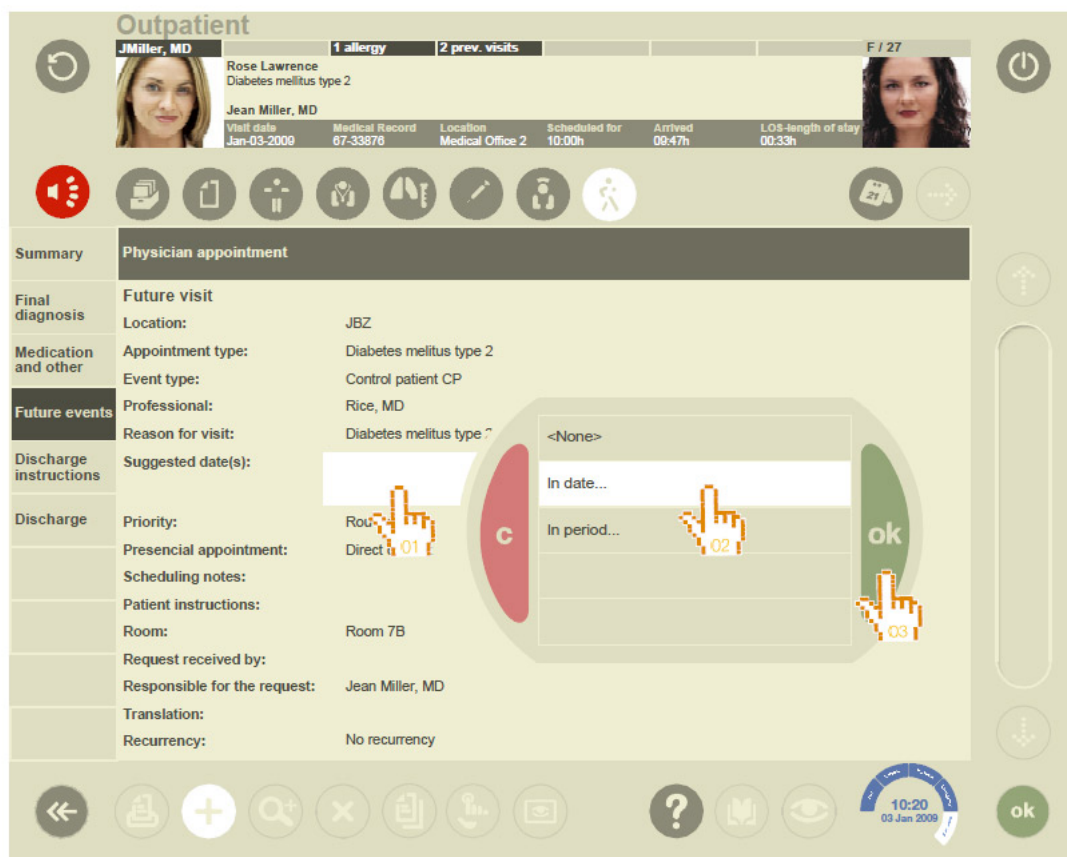 Outpatient
JMiller, MD 1 allergy 2 prev. visits F / 27
Rose Lawrence
Diabetes mellitus type 2
Jean Miller, MD
Visit date Medical Record Location Scheduled for Arrived LOS-length of stay
Jan-03-2009 67-33876 Medical Office 2 10:00h 09:47h 00:33h
21
Summary
Final
diagnosis
Medication
and other
Future events
Discharge
instructions
Discharge
Physician appointment
Future visit
Location: JBZ
Appointment type: Diabetes melitus type 2
Event type: Control patient CP
Professional: Rice, MD
Reason for visit: Diabetes melitus type
Suggested date(s):
Priority:
Presencial appointment: Direct
Scheduling notes:
Patient instructions:
Room: Room 7B
Request received by:
Responsible for the request: Jean Miller, MD
Translation:
Recurrency: No recurrency
01
c
<None>
In date...
In period...
02
ok
03
?
10:20
03 Jan 2009
ok